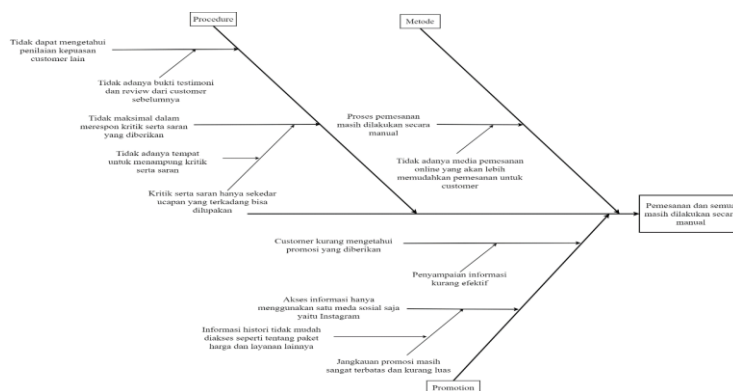 Procedure
Metode
Tidak dapat mengetahui
penilaian kepuasan
customer lain
Tidak adanya bukti testimoni
dan review dari customer
sebelumnya
Tidak maksimal dalam
merespon kritik serta saran
yang diberikan
Proses pemesanan
masih dilakukan secara
manual
Tidak adanya tempat
untuk menampung kritik
serta saran
Tidak adanya media pemesanan
online yang akan lebih
memudahkan pemesanan untuk
customer
Kritik serta saran hanya sekedar
ucapan yang terkadang bisa
dilupakan
Pemesanan dan semua
masih dilakukan secara
manual
Customer kurang mengetahui
promosi yang diberikan
Penyampaian informasi
kurang efektif
Akses informasi hanya
menggunakan satu meda sosial saja
yaitu Instagram
Informasi histori tidak mudah
diakses seperti tentang paket
harga dan layanan lainnya
Jangkauan promosi masih
sangat terbatas dan kurang luas
Promotion